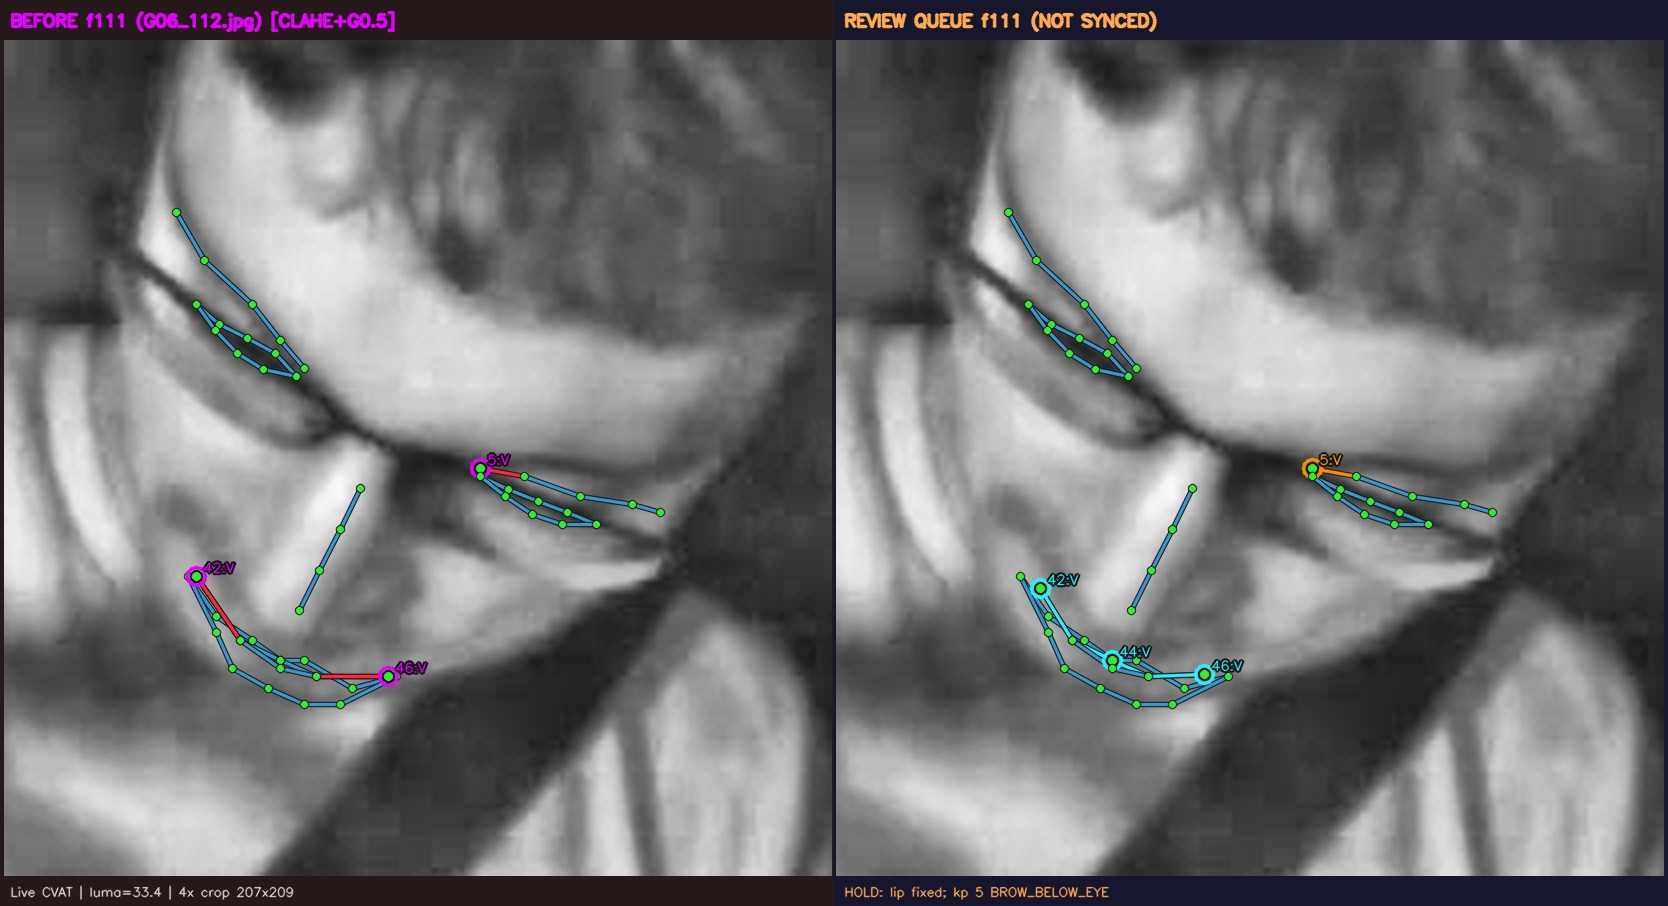 BEFORE f111 (G06_112.jpg) [CLAHE+G0.5]
REVIEW QUEUE f111 (NOT SYNCED)
5:V
5:V
42:V
42:V
44:V
46:V
46:V
Live CVAT | luma=33.4 | 4x crop 207x209
HOLD: lip fixed; kp 5 BROW_BELOW_EYE